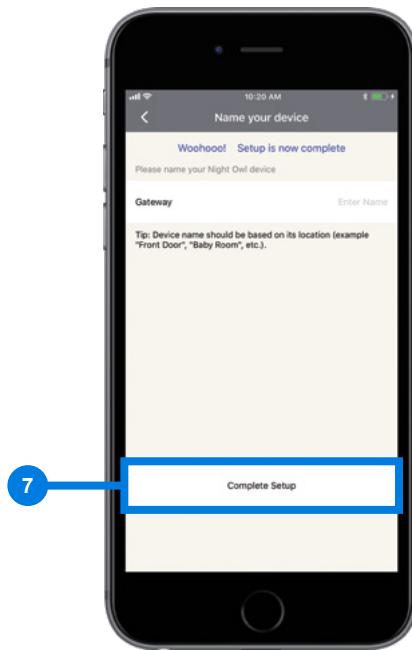 10:20 AM
Name your device
Woohooo! Setup is now complete
Please name your Night Owl device
Gateway
Enter Name
Tip: Device name should be based on its location (example
"Front Door", "Baby Room", etc.).
7
Complete Setup